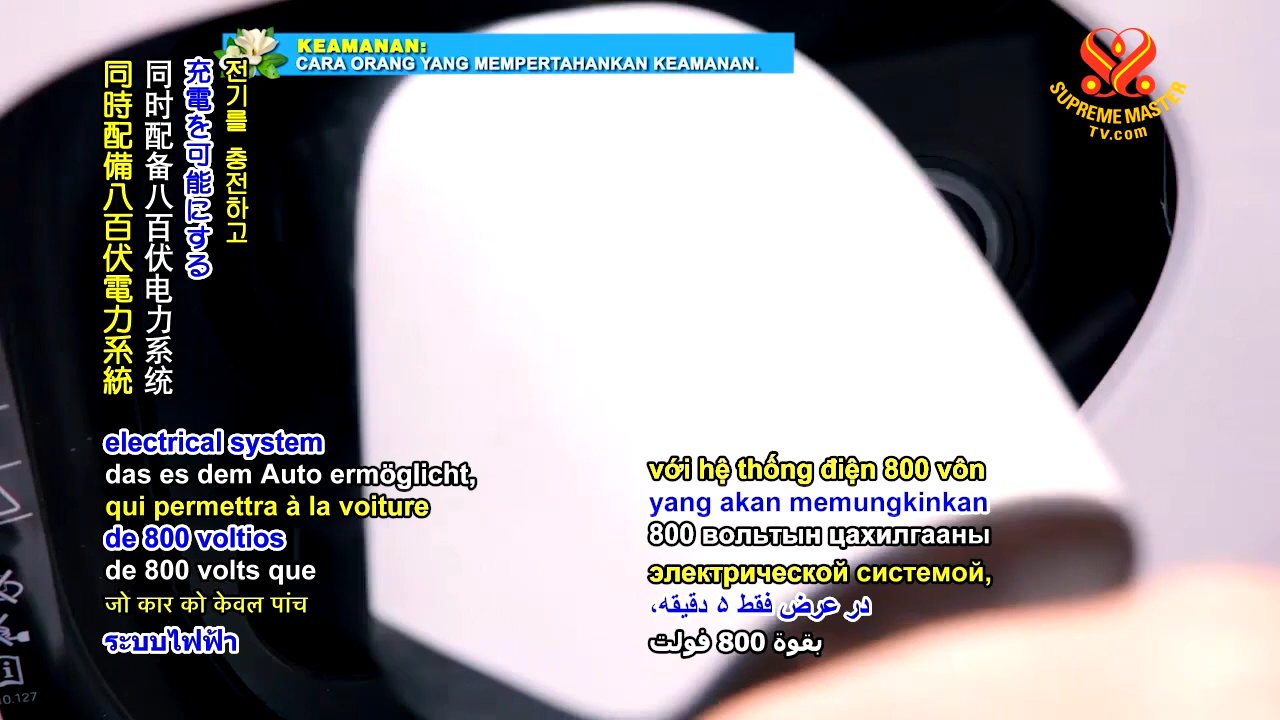 KEAMANAN:
CARA ORANG YANG MEMPERTAHANKAN KEAMANAN.
SUPREME MASTER
TV.com
同時配備八百伏電力系統
同时配备八百伏电力系统
充電を可能にする
전기를 충전하고
electrical system
das es dem Auto ermöglicht,
qui permettra à la voiture
de 800 voltios
de 800 volts que
जो कार को केवल पांच
ระบบไฟฟ้า
với hệ thống điện 800 vôn
yang akan memungkinkan
800 вольтын цахилгааны
электрической системой,
در عرض فقط ۵ دقیقه،
بقوة 800 فولت